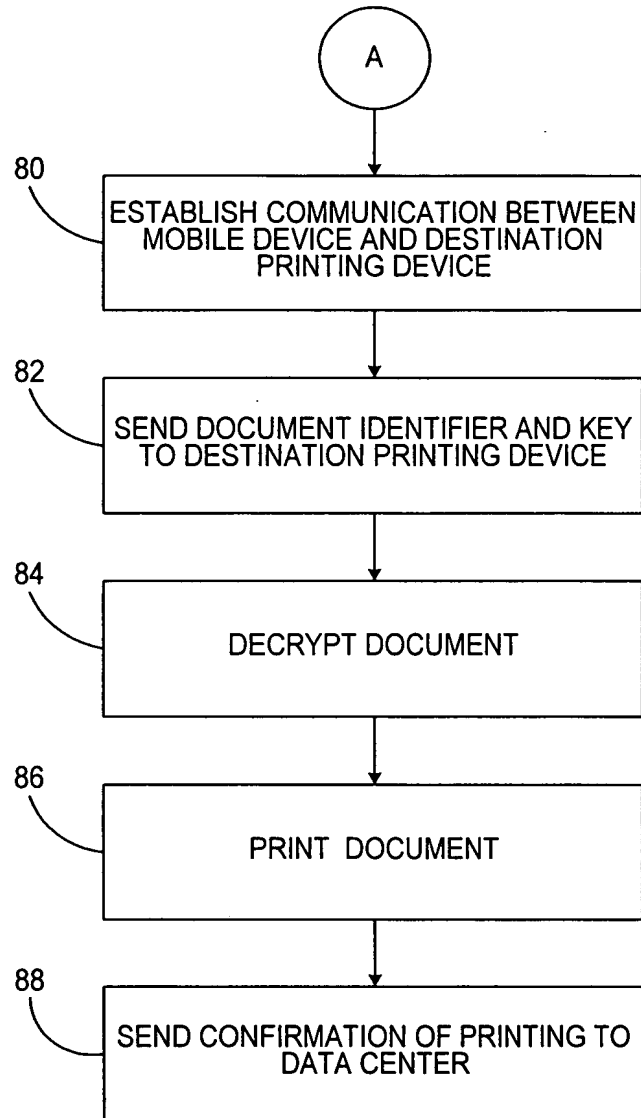 A
80
ESTABLISH COMMUNICATION BETWEEN
MOBILE DEVICE AND DESTINATION
PRINTING DEVICE
82
SEND DOCUMENT IDENTIFIER AND KEY
TO DESTINATION PRINTING DEVICE
84
DECRYPT DOCUMENT
86
PRINT DOCUMENT
88
SEND CONFIRMATION OF PRINTING TO
DATA CENTER